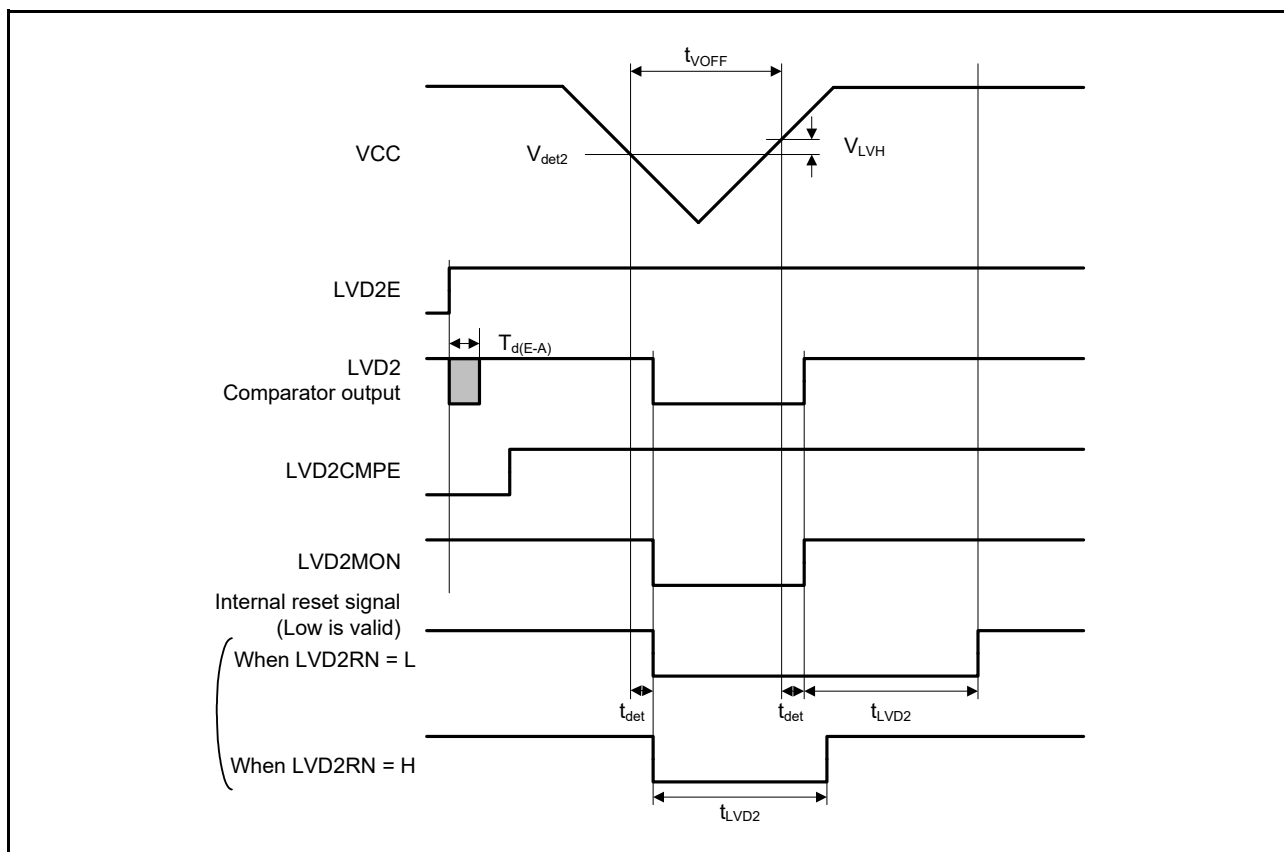 tVOFF
VCC
Vdet2
VLVH
LVD2E
Td(E-A)
LVD2
Comparator output
LVD2CMPE
LVD2MON
Internal reset signal
(Low is valid)
When LVD2RN = L
tdet
tdet
tLVD2
When LVD2RN = H
tLVD2